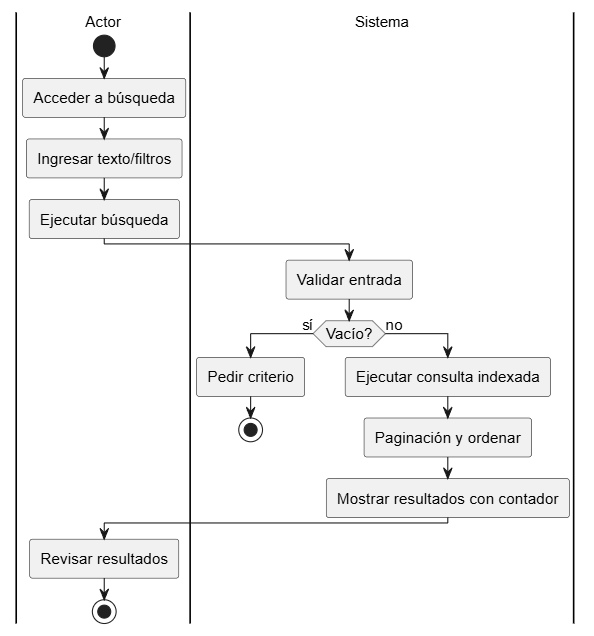 Actor
Sistema
Acceder a búsqueda
Ingresar texto/filtros
Ejecutar búsqueda
Validar entrada
sí
Vacío?
no
Pedir criterio
Ejecutar consulta indexada
Paginación y ordenar
Mostrar resultados con contador
Revisar resultados